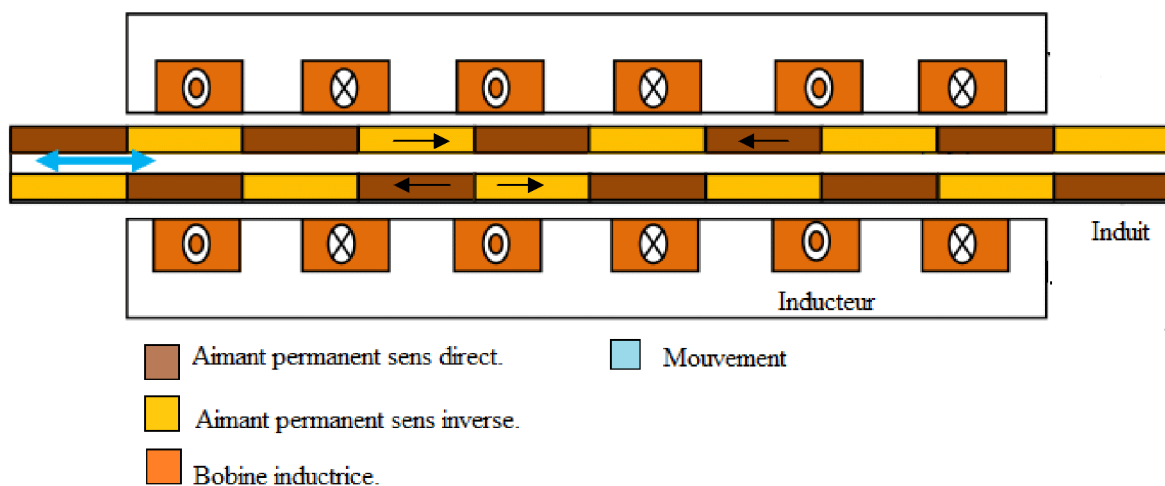 Induit
Inducteur
Aimant permanent sens direct.
Mouvement
Aimant permanent sens inverse.
Bobine inductrice.